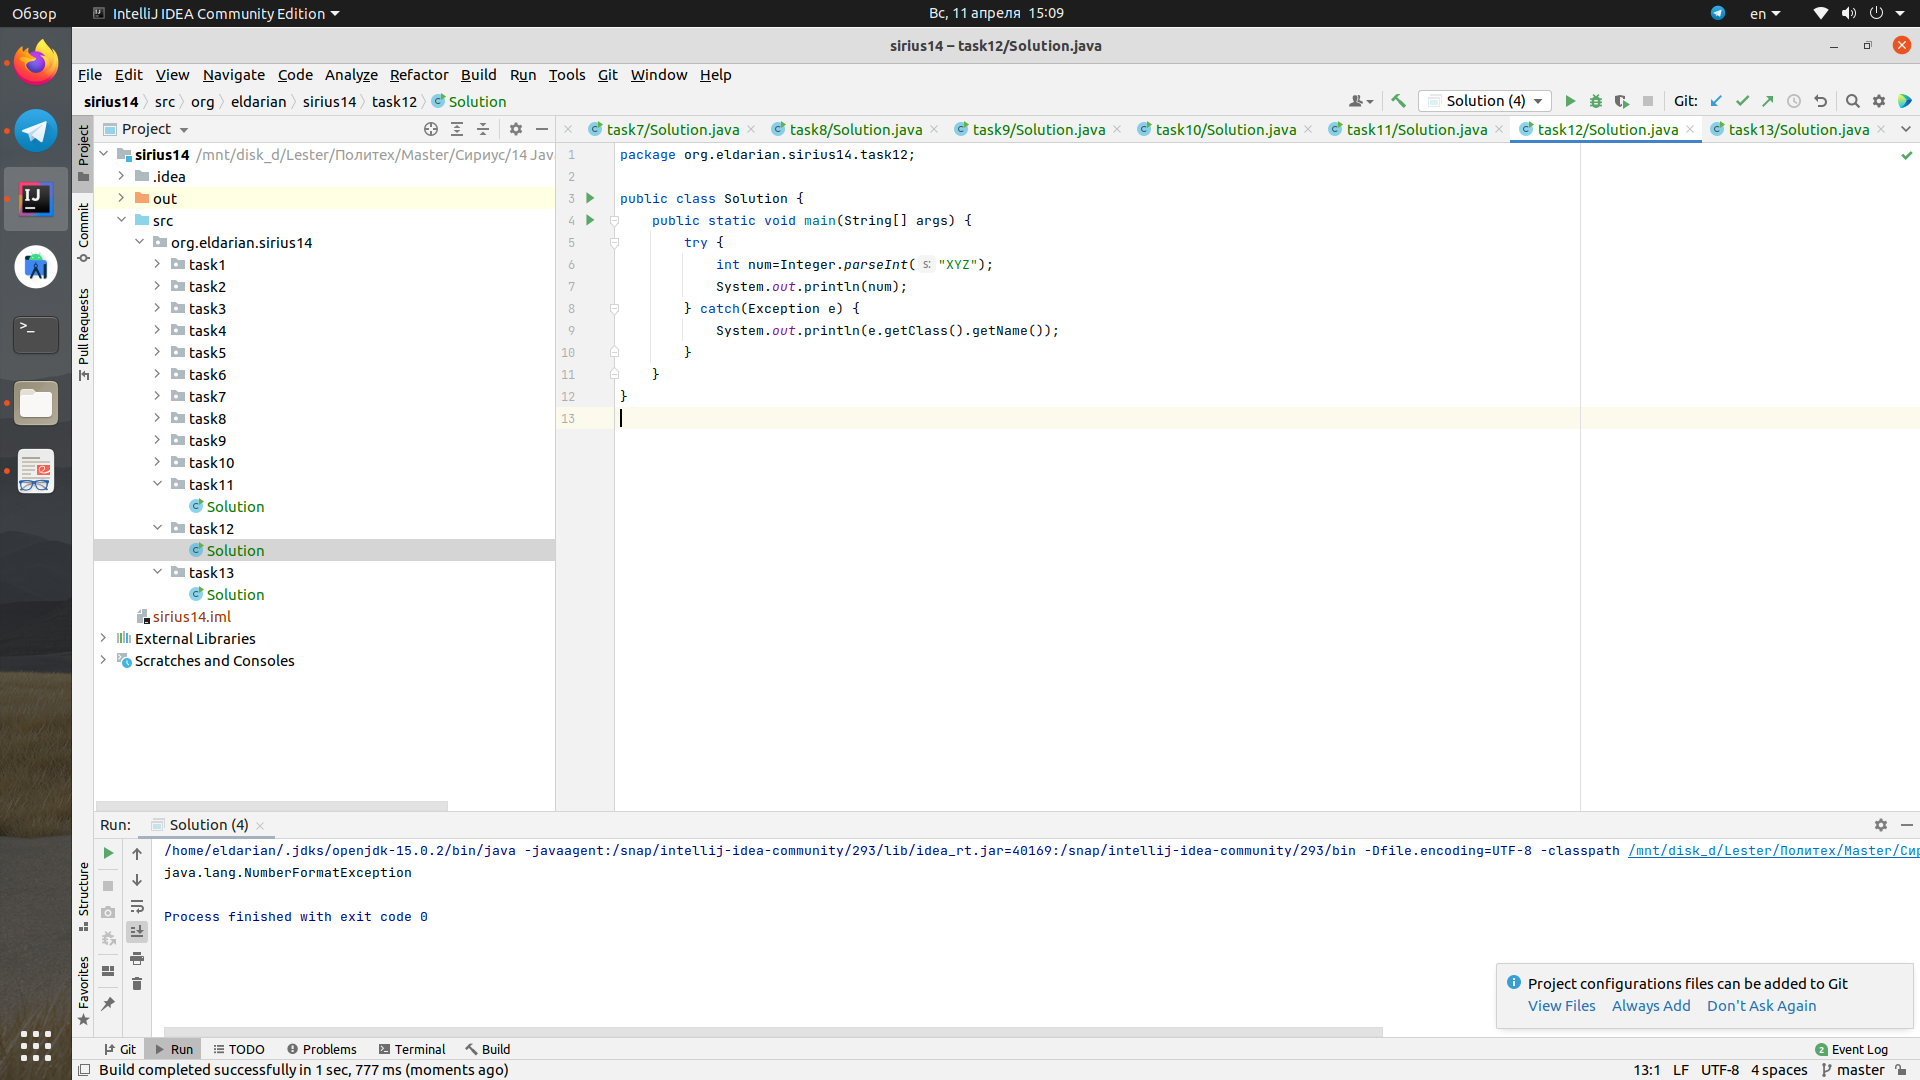 Обзор
IntelliJ IDEA Community Edition
Вс, 11 апреля 15:09
en
sirius14 – task12/Solution.java
File Edit View Navigate Code Analyze Refactor Build Run Tools Git Window Help
sirius14 src org eldarian sirius14 task12 Solution
Solution (4)
Git:
Project
task7/Solution.java
task8/Solution.java
task9/Solution.java
task10/Solution.java
task11/Solution.java
task12/Solution.java
task13/Solution.java
Project
Commit
Pull Requests
Structure
Favorites
sirius14 /mnt/disk_d/Lester/Политех/Master/Сириус/14 Jav
.idea
out
src
org.eldarian.sirius14
task1
task2
task3
task4
task5
task6
task7
task8
task9
task10
task11
Solution
task12
Solution
task13
Solution
sirius14.iml
External Libraries
Scratches and Consoles
1 package org.eldarian.sirius14.task12;
2
3 public class Solution {
4 public static void main(String[] args) {
5 try {
6 int num=Integer.parseInt( s: "XYZ");
7 System.out.println(num);
8 } catch(Exception e) {
9 System.out.println(e.getClass().getName());
10 }
11 }
12 }
13
Run: Solution (4)
/home/eldarian/.jdks/openjdk-15.0.2/bin/java -javaagent:/snap/intellij-idea-community/293/lib/idea_rt.jar=40169:/snap/intellij-idea-community/293/bin -Dfile.encoding=UTF-8 -classpath /mnt/disk_d/Lester/Политех/Master/Сир
java.lang.NumberFormatException
Process finished with exit code 0
Project configurations files can be added to Git
View Files Always Add Don't Ask Again
Git Run TODO Problems Terminal Build
2 Event Log
Build completed successfully in 1 sec, 777 ms (moments ago)
13:1 LF UTF-8 4 spaces master